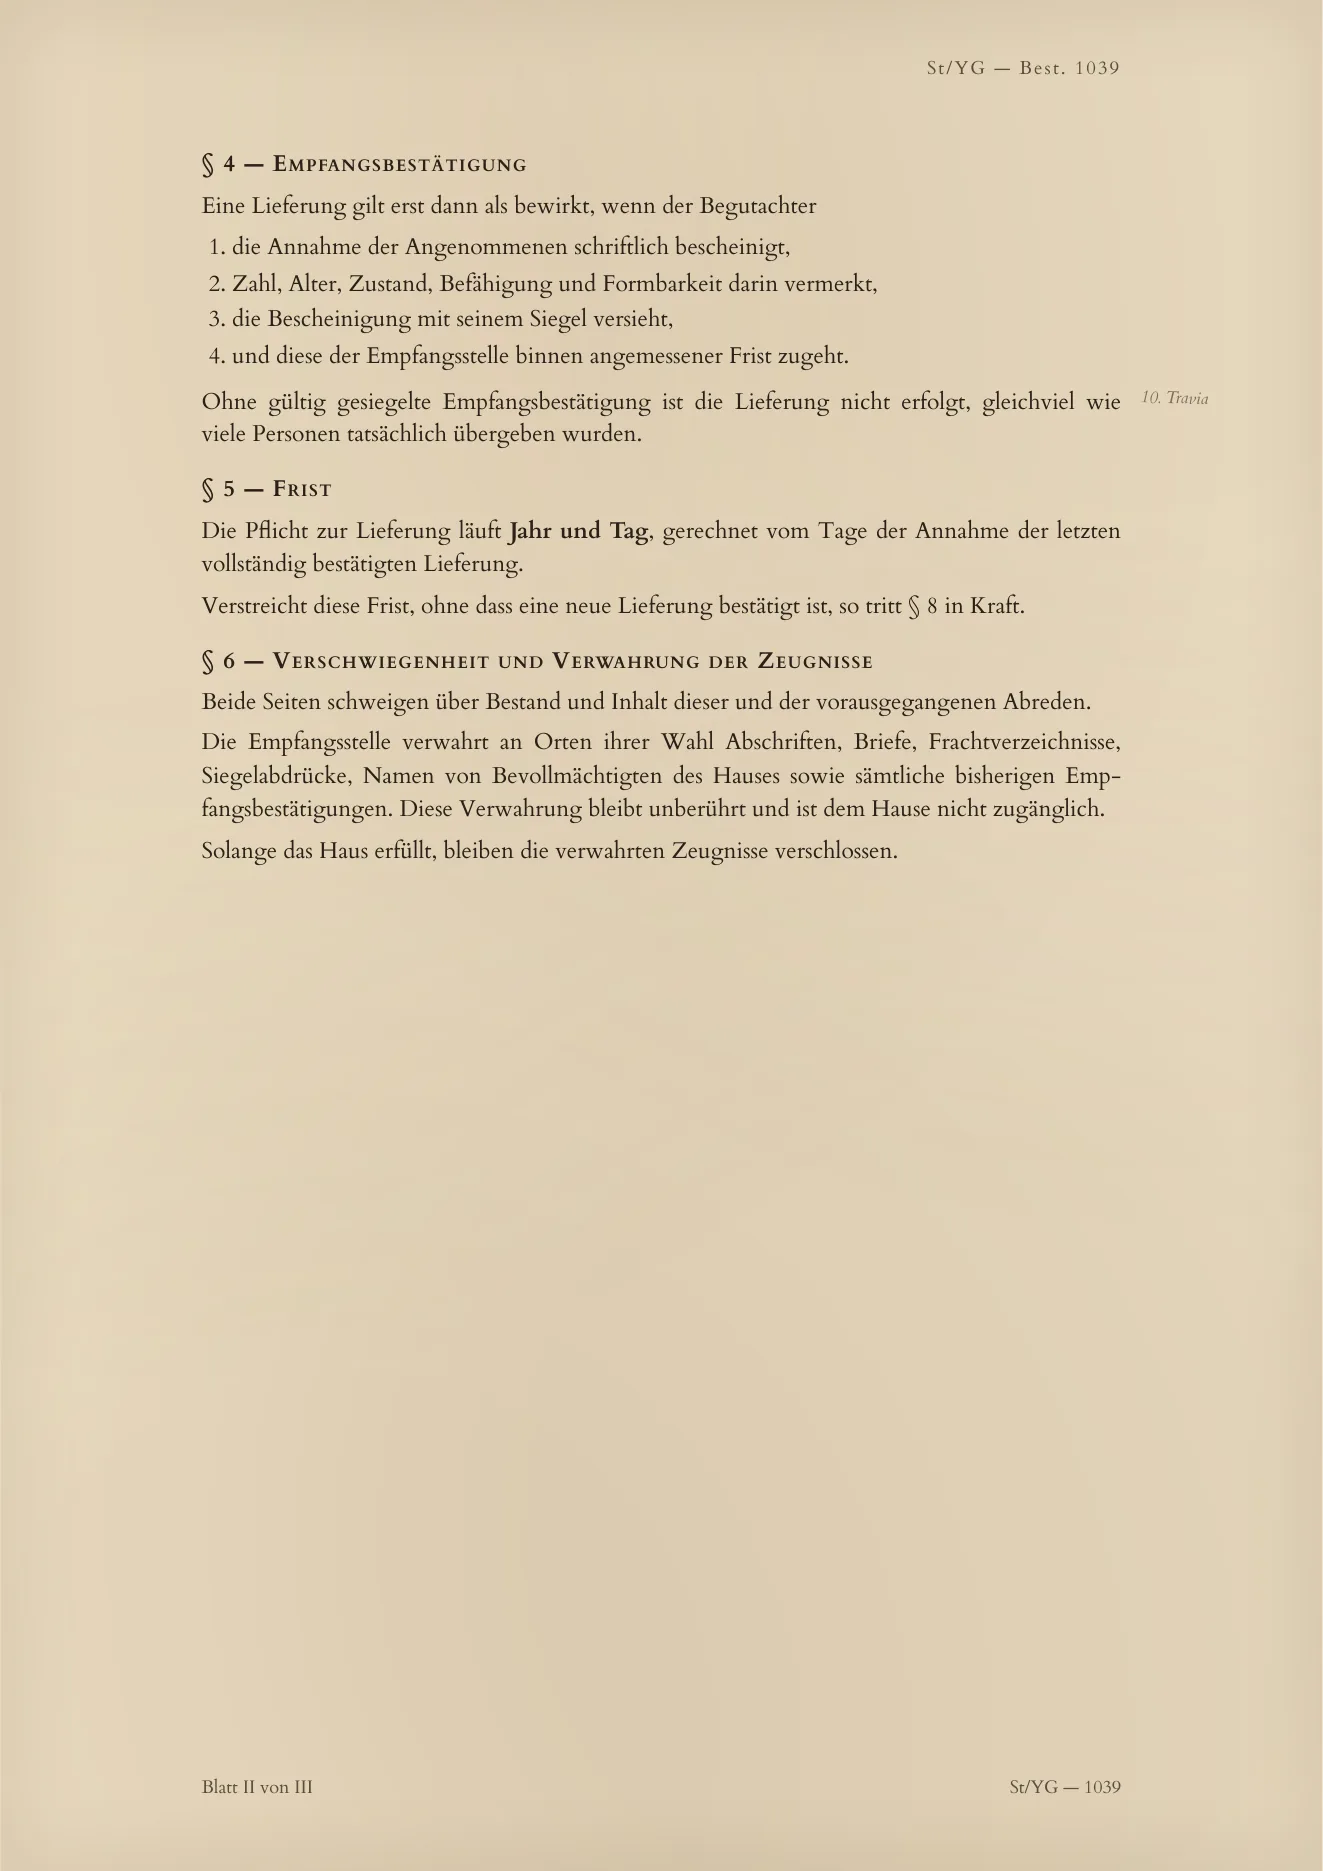 St/YG — Best. 1039
§ 4 — Empfangsbestätigung
Eine Lieferung gilt erst dann als bewirkt, wenn der Begutachter
1. die Annahme der Angenommenen schriftlich bescheinigt,
2. Zahl, Alter, Zustand, Befähigung und Formbarkeit darin vermerkt,
3. die Bescheinigung mit seinem Siegel versieht,
4. und diese der Empfangsstelle binnen angemessener Frist zugeht.
Ohne gültig gesiegelte Empfangsbestätigung ist die Lieferung nicht erfolgt, gleichviel wie
10. Travia
viele Personen tatsächlich übergeben wurden.
§ 5 — Frist
Die Pflicht zur Lieferung läuft Jahr und Tag, gerechnet vom Tage der Annahme der letzten
vollständig bestätigten Lieferung.
Verstreicht diese Frist, ohne dass eine neue Lieferung bestätigt ist, so tritt § 8 in Kraft.
§ 6 — Verschwiegenheit und Verwahrung der Zeugnisse
Beide Seiten schweigen über Bestand und Inhalt dieser und der vorausgegangenen Abreden.
Die Empfangsstelle verwahrt an Orten ihrer Wahl Abschriften, Briefe, Frachtverzeichnisse,
Siegelabdrücke, Namen von Bevollmächtigten des Hauses sowie sämtliche bisherigen Emp-
fangsbestätigungen. Diese Verwahrung bleibt unberührt und ist dem Hause nicht zugänglich.
Solange das Haus erfüllt, bleiben die verwahrten Zeugnisse verschlossen.
Blatt II von III
St/YG — 1039